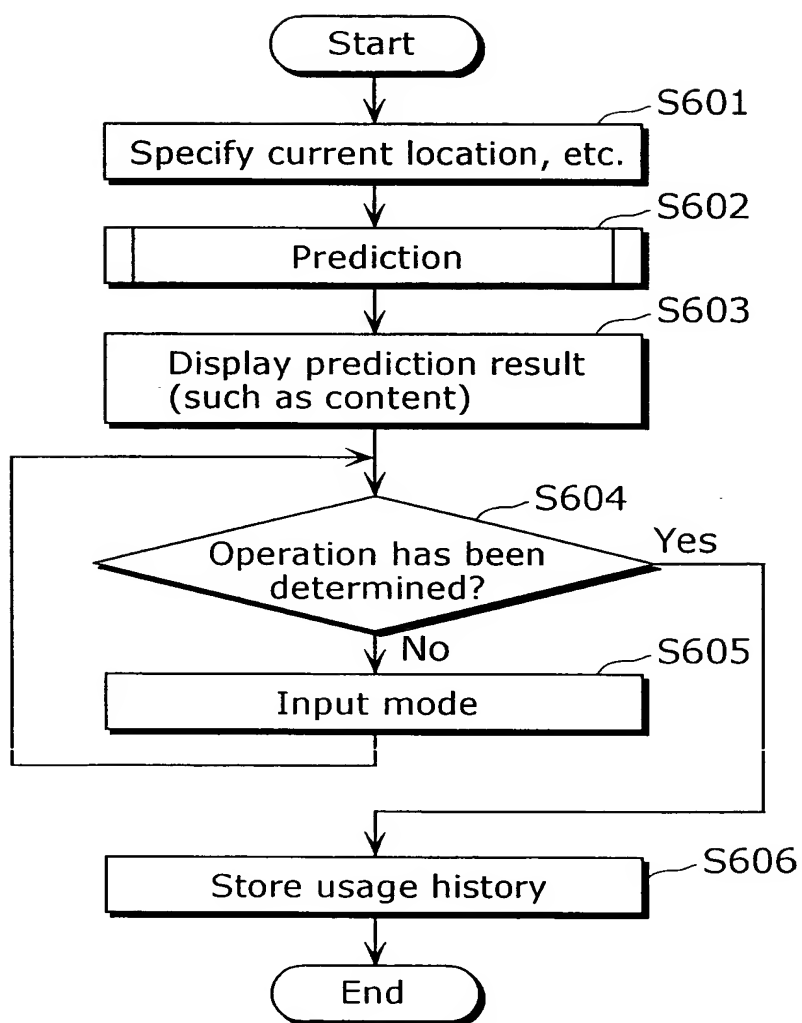 Start
S601
Specify current location, etc.
S602
Prediction
S603
Display prediction result
(such as content)
S604
Operation has been
determined?
Yes
No
S605
Input mode
S606
Store usage history
End